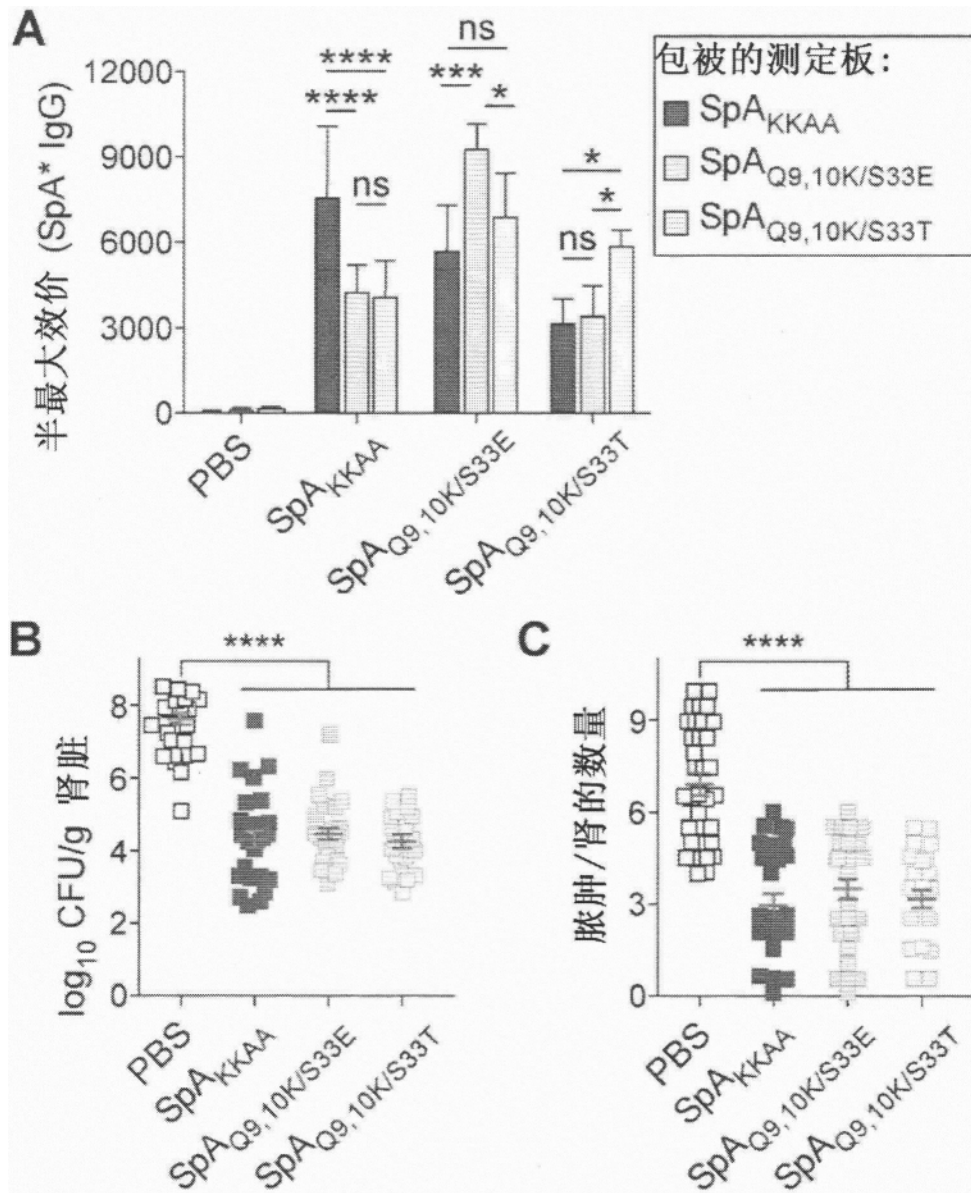 A
半最大效价 (SpA* IgG)
12000
9000
6000
3000
0
****
****
ns
ns
***
*
*
ns
*
PBS
SpAKKAA
SpAQ9,10K/S33E
SpAQ9,10K/S33T
包被的测定板:
SpAKKAA
SpAQ9,10K/S33E
SpAQ9,10K/S33T
B
****
log10 CFU/g 肾脏
8
6
4
2
0
PBS
SpAKKAA
SpAQ9,10K/S33E
SpAQ9,10K/S33T
C
****
脓肿/肾的数量
9
6
3
0
PBS
SpAKKAA
SpAQ9,10K/S33E
SpAQ9,10K/S33T